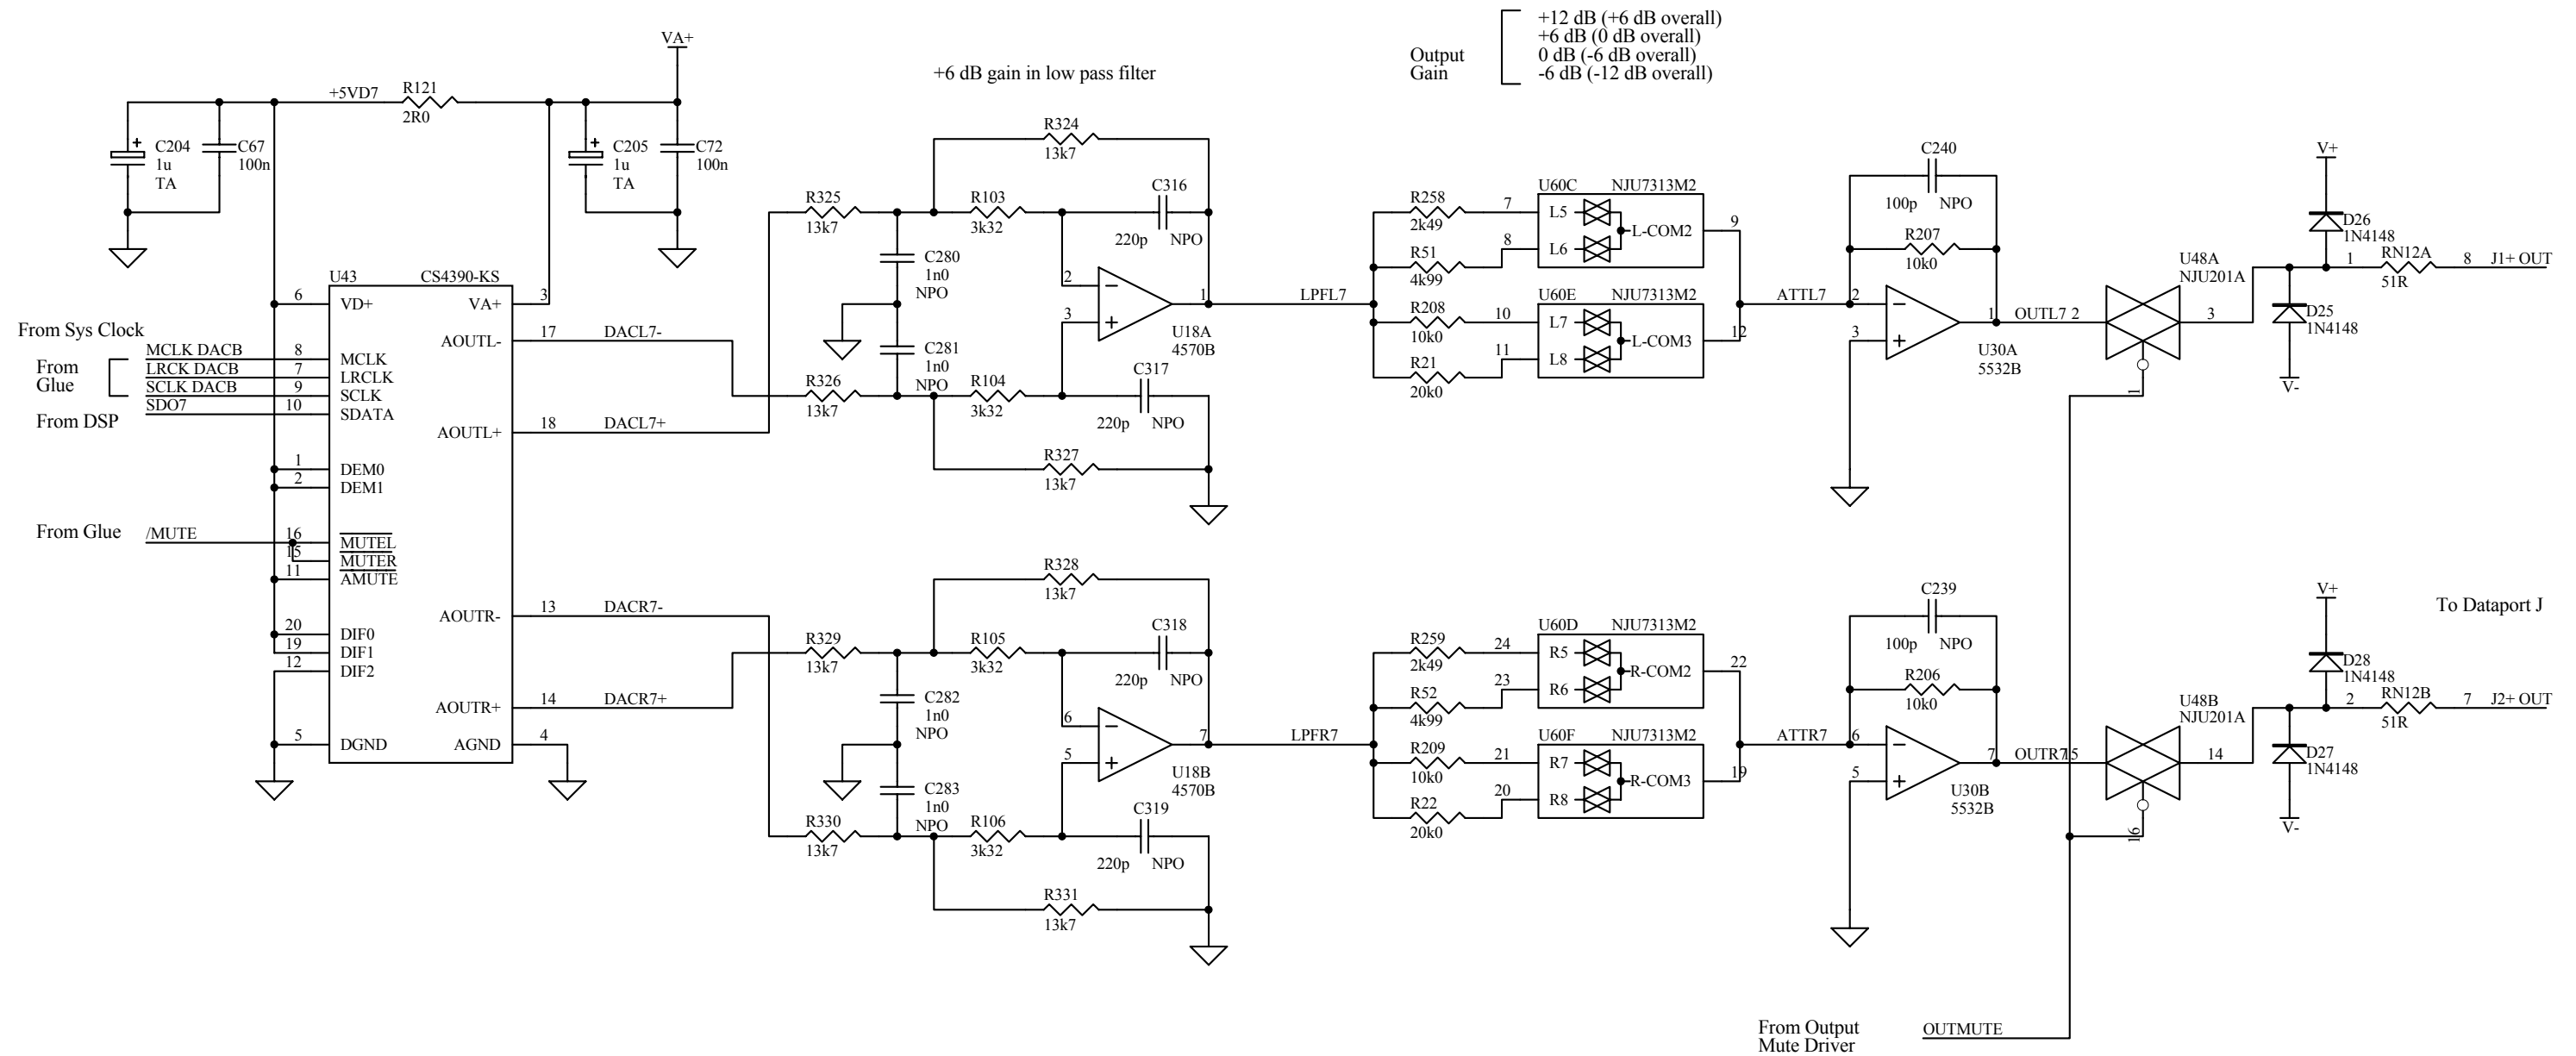 +12 dB (+6 dB overall)
+6 dB (0 dB overall)
0 dB (-6 dB overall)
-6 dB (-12 dB overall)
Output
Gain
+6 dB gain in low pass filter
VA+
+5VD7
R121
2R0
+
C204
1u
TA
C67
100n
+
C205
1u
TA
C72
100n
U43
CS4390-KS
6
VD+
VA+
3
From Sys Clock
From
Glue
MCLK DACB
8
MCLK
LRCK DACB
7
LRCLK
SCLK DACB
9
SCLK
From DSP
SDO7
10
SDATA
1
DEM0
2
DEM1
From Glue
/MUTE
16
MUTEL
15
MUTER
11
AMUTE
20
DIF0
19
DIF1
12
DIF2
5
DGND
AOUTL-
17
DACL7-
AOUTL+
18
DACL7+
AOUTR-
13
DACR7-
AOUTR+
14
DACR7+
AGND
4
R324
13k7
R325
13k7
R103
3k32
C316
220p
NPO
C280
1n0
NPO
C281
1n0
NPO
2
3
1
U18A
4570B
R326
13k7
R104
3k32
C317
220p
NPO
R327
13k7
LPFL7
R258
2k49
7
R51
4k99
8
R208
10k0
10
R21
20k0
11
U60C
NJU7313M2
L5
L6
L-COM2
9
U60E
NJU7313M2
L7
L8
L-COM3
12
ATTL7
C240
100p
NPO
R207
10k0
2
3
1
U30A
5532B
OUTL7
2
U48A
NJU201A
3
1
V+
D26
1N4148
D25
1N4148
V-
1
RN12A
51R
8
J1+ OUT
R328
13k7
R329
13k7
R105
3k32
C318
220p
NPO
C282
1n0
NPO
C283
1n0
NPO
6
5
7
U18B
4570B
R330
13k7
R106
3k32
C319
220p
NPO
R331
13k7
LPFR7
R259
2k49
24
R52
4k99
23
R209
10k0
21
R22
20k0
20
U60D
NJU7313M2
R5
R6
R-COM2
22
U60F
NJU7313M2
R7
R8
R-COM3
19
ATTR7
C239
100p
NPO
R206
10k0
6
5
7
U30B
5532B
OUTR7
15
U48B
NJU201A
14
16
V+
D28
1N4148
D27
1N4148
V-
To Dataport J
2
RN12B
51R
7
J2+ OUT
From Output
Mute Driver
OUTMUTE